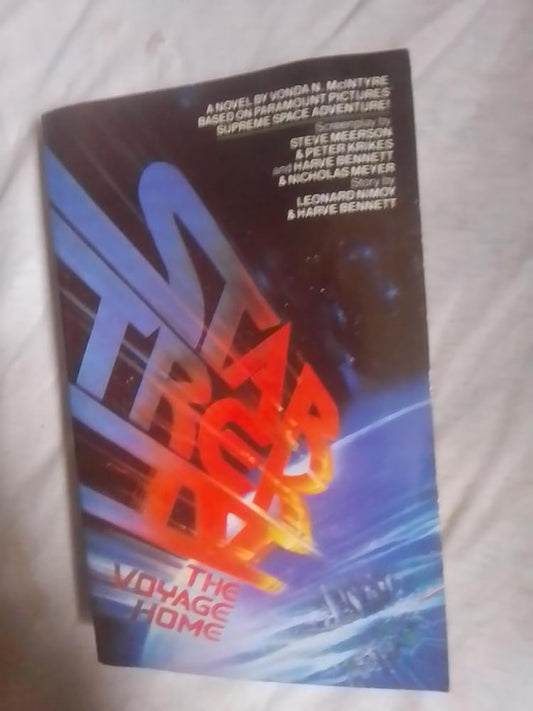 A NOVEL BY VONDA N. McINTYRE
BASED ON PARAMOUNT PICTURES'
SUPREME SPACE ADVENTURE!
Screenplay by
STEVE MEERSON
& PETER KRIKES
and HARVE BENNETT
& NICHOLAS MEYER
Story by
LEONARD NIMOY
& HARVE BENNETT
STAR
TREK
IV
THE
VOYAGE
HOME